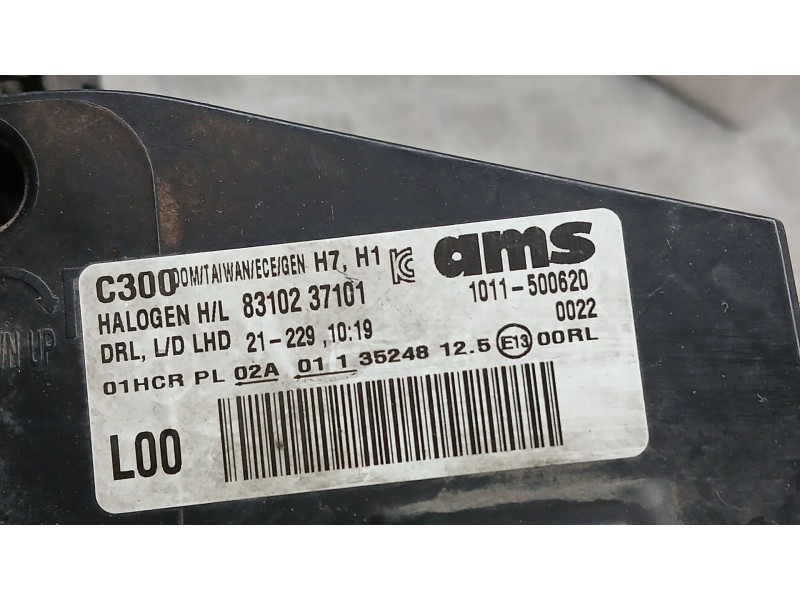 C300 DOM/TAIWAN/ECE/GEN H7, H1 ams
HALOGEN H/L 83102 37101 1011-500620
DRL, L/D LHD 21-229 ,10:19 0022
01HCR PL 02A 01 1 35248 12.5 E13 00RL
L00
UP